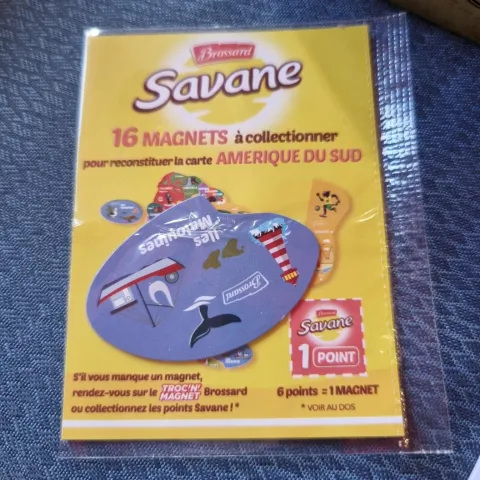 Brossard
Savane
16 MAGNETS à collectionner
pour reconstituer la carte AMERIQUE DU SUD
Iles
Malouines
Brossard
Brossard
Savane
1 POINT
S'il vous manque un magnet,
rendez-vous sur le TROC'N' MAGNET Brossard
ou collectionnez les points Savane ! *
6 points = 1 MAGNET
* VOIR AU DOS